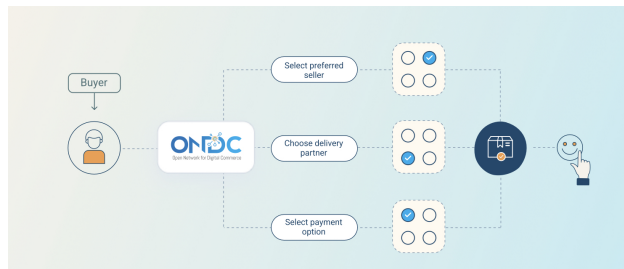 Buyer
ONDC
Open Network for Digital Commerce
Select preferred
seller
Choose delivery
partner
Select payment
option